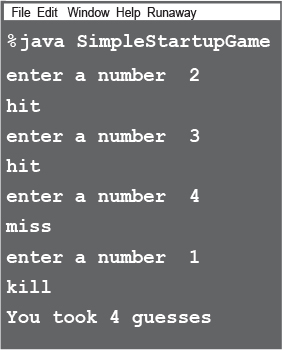 File Edit Window Help Runaway
%java SimpleStartupGame
enter a number 2
hit
enter a number 3
hit
enter a number 4
miss
enter a number 1
kill
You took 4 guesses